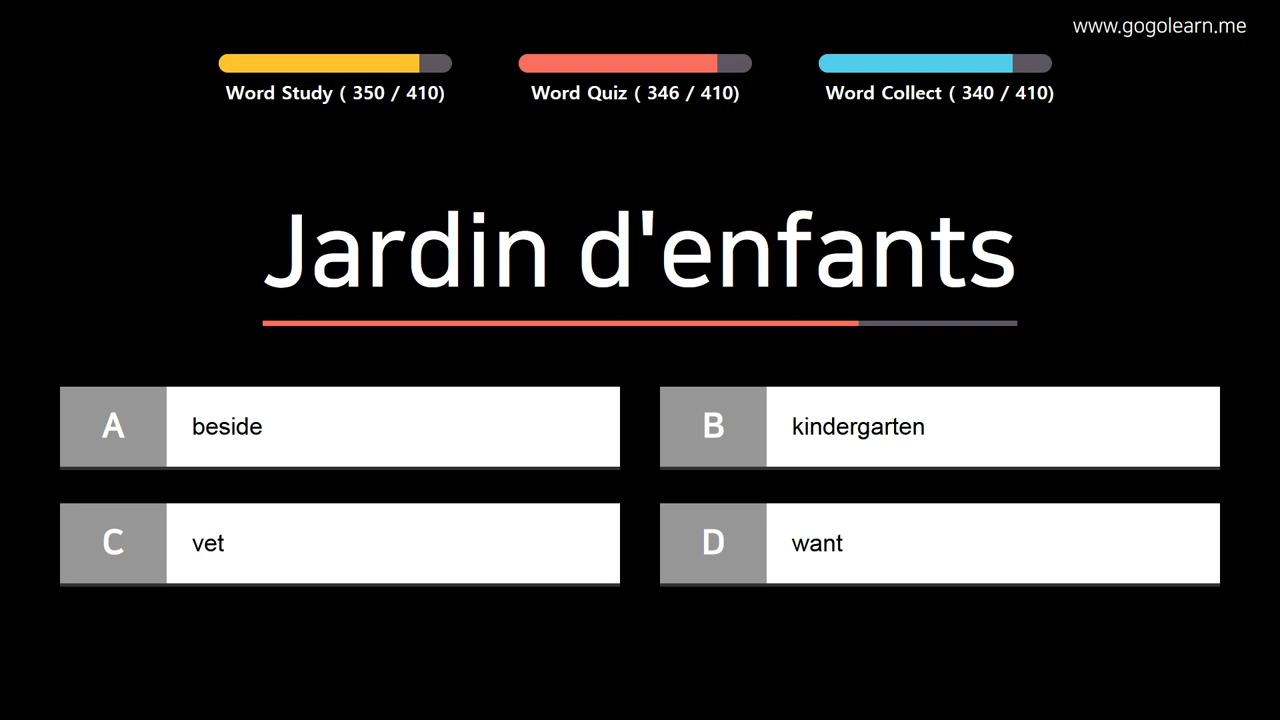 www.gogolearn.me
Word Study ( 350 / 410)
Word Quiz ( 346 / 410)
Word Collect ( 340 / 410)
Jardin d'enfants
A beside
B kindergarten
C vet
D want